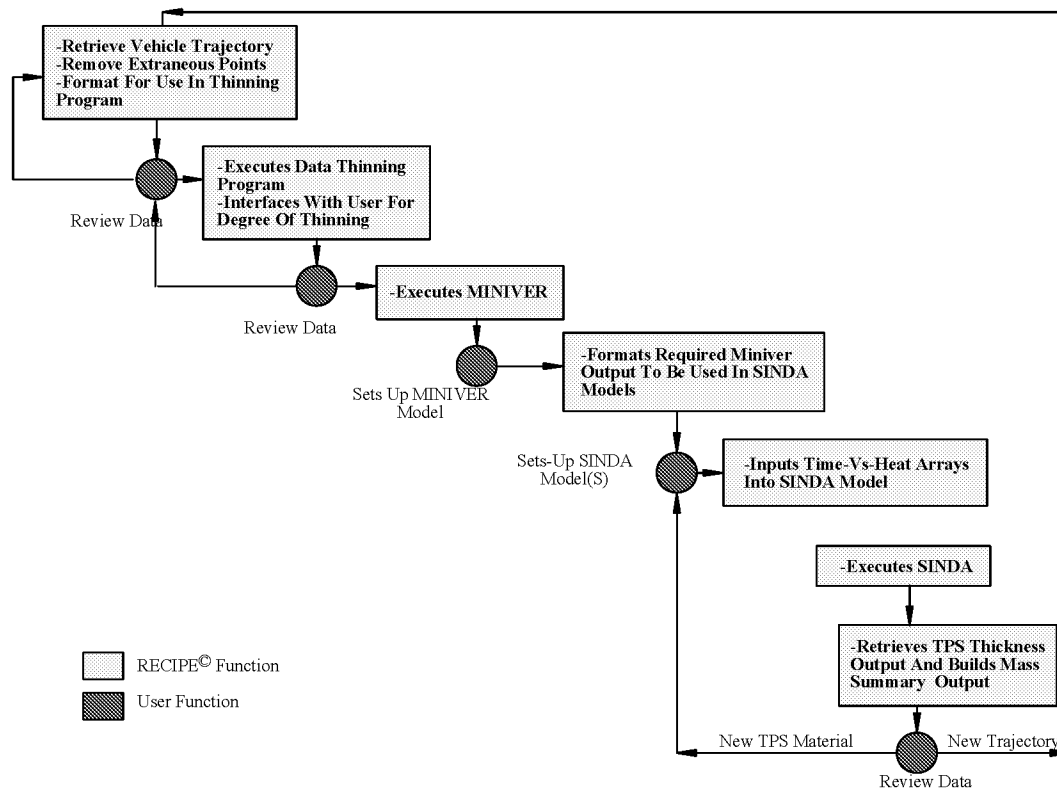 -Retrieve Vehicle Trajectory
-Remove Extraneous Points
-Format For Use In Thinning
Program
Review Data
-Executes Data Thinning
Program
-Interfaces With User For
Degree Of Thinning
Review Data
-Executes MINIVER
Sets Up MINIVER
Model
-Formats Required Miniver
Output To Be Used In SINDA
Models
Sets-Up SINDA
Model(S)
-Inputs Time-Vs-Heat Arrays
Into SINDA Model
-Executes SINDA
-Retrieves TPS Thickness
Output And Builds Mass
Summary Output
RECIPE© Function
User Function
New TPS Material
New Trajectory
Review Data